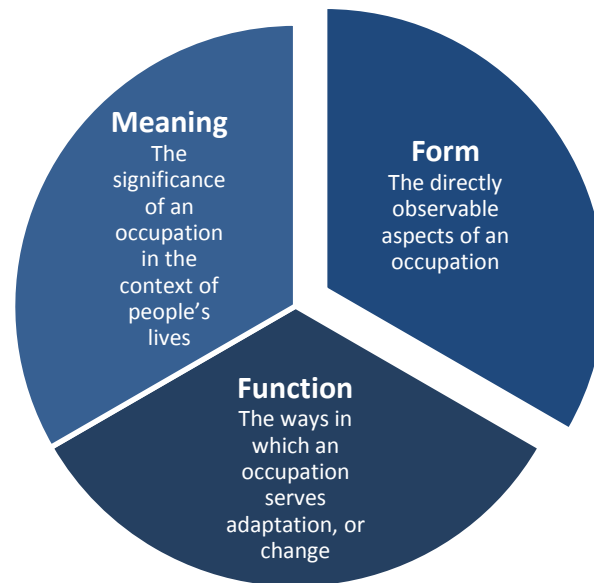 Meaning
The
significance
of an
occupation
in the
context of
people’s
lives
Form
The directly
observable
aspects of an
occupation
Function
The ways in
which an
occupation
serves
adaptation, or
change